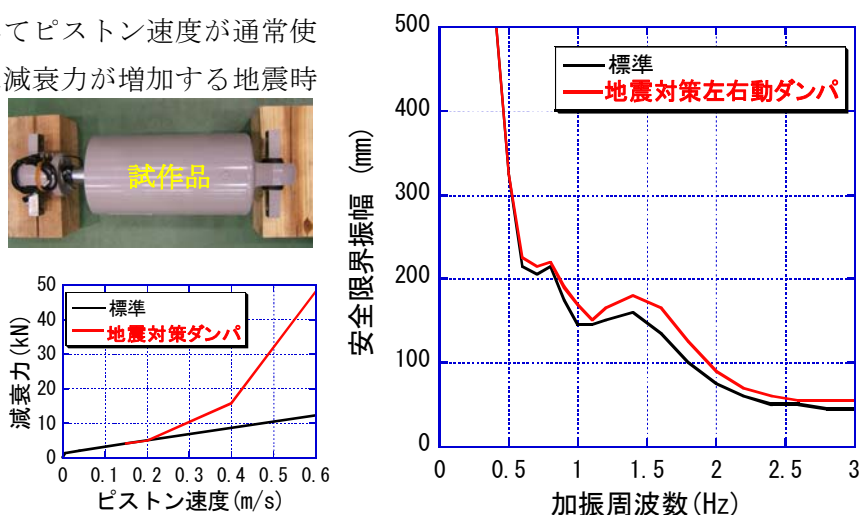 てピストン速度が通常使
減衰力が増加する地震時
試作品
50
40
30
20
10
0
標準
地震対策ダンパ
減衰力(kN)
0 0.1 0.2 0.3 0.4 0.5 0.6
ピストン速度(m/s)
500
400
300
200
100
0
標準
地震対策左右動ダンパ
安全限界振幅 (mm)
0 0.5 1 1.5 2 2.5 3
加振周波数(Hz)